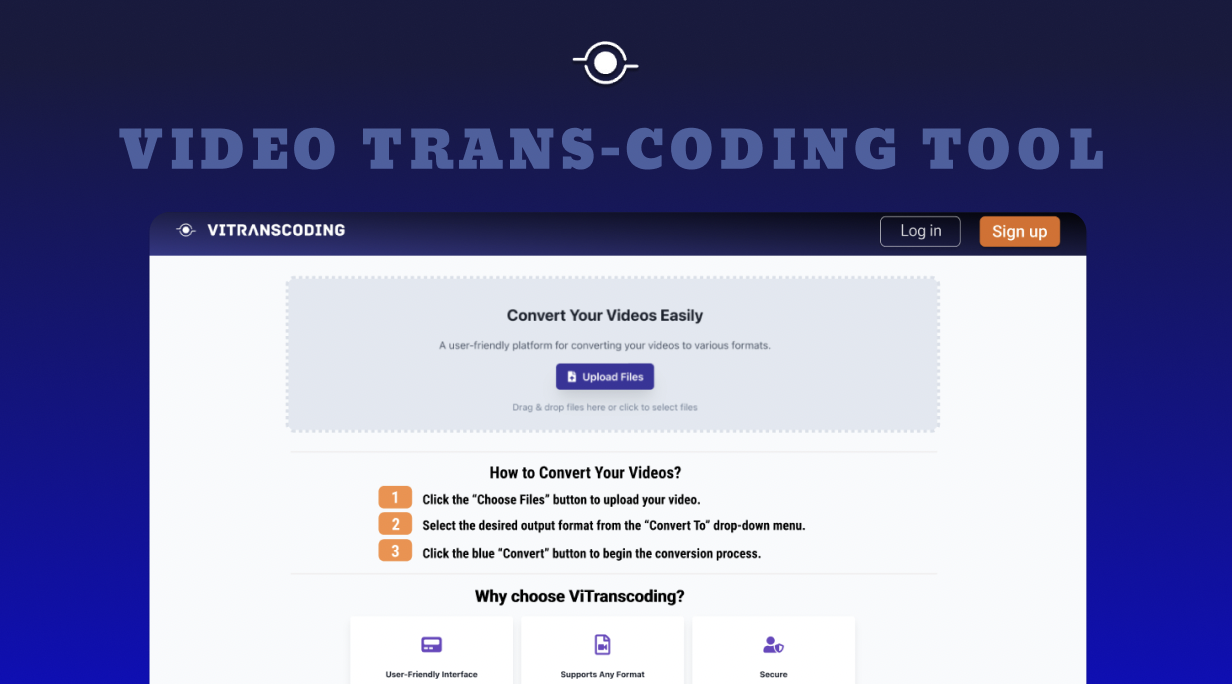 VIDEO TRANS-CODING TOOL
VITRANSCODING
Log in
Sign up
Convert Your Videos Easily
A user-friendly platform for converting your videos to various formats.
Upload Files
Drag & drop files here or click to select files
How to Convert Your Videos?
1 Click the “Choose Files” button to upload your video.
2 Select the desired output format from the “Convert To” drop-down menu.
3 Click the blue “Convert” button to begin the conversion process.
Why choose ViTranscoding?
User-Friendly Interface
Supports Any Format
Secure